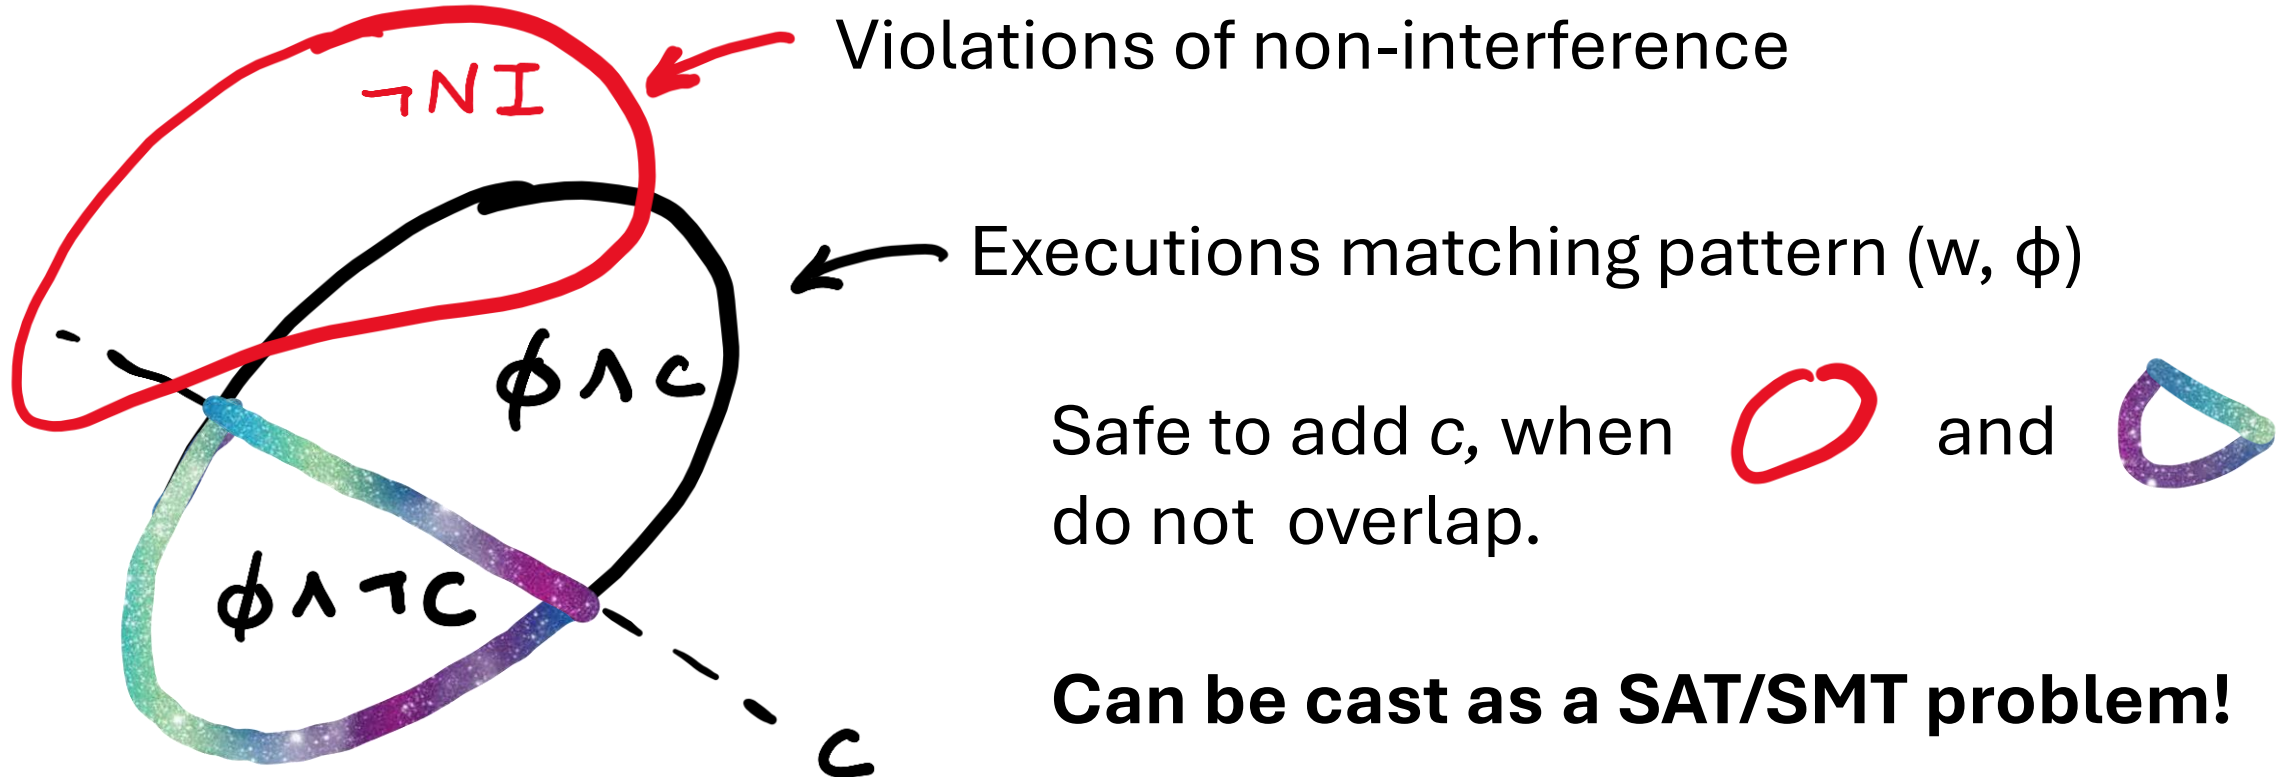 ¬NI
Violations of non-interference
Executions matching pattern (w, ϕ)
ϕ∧c
Safe to add c, when and
do not overlap.
ϕ∧¬c
Can be cast as a SAT/SMT problem!
c